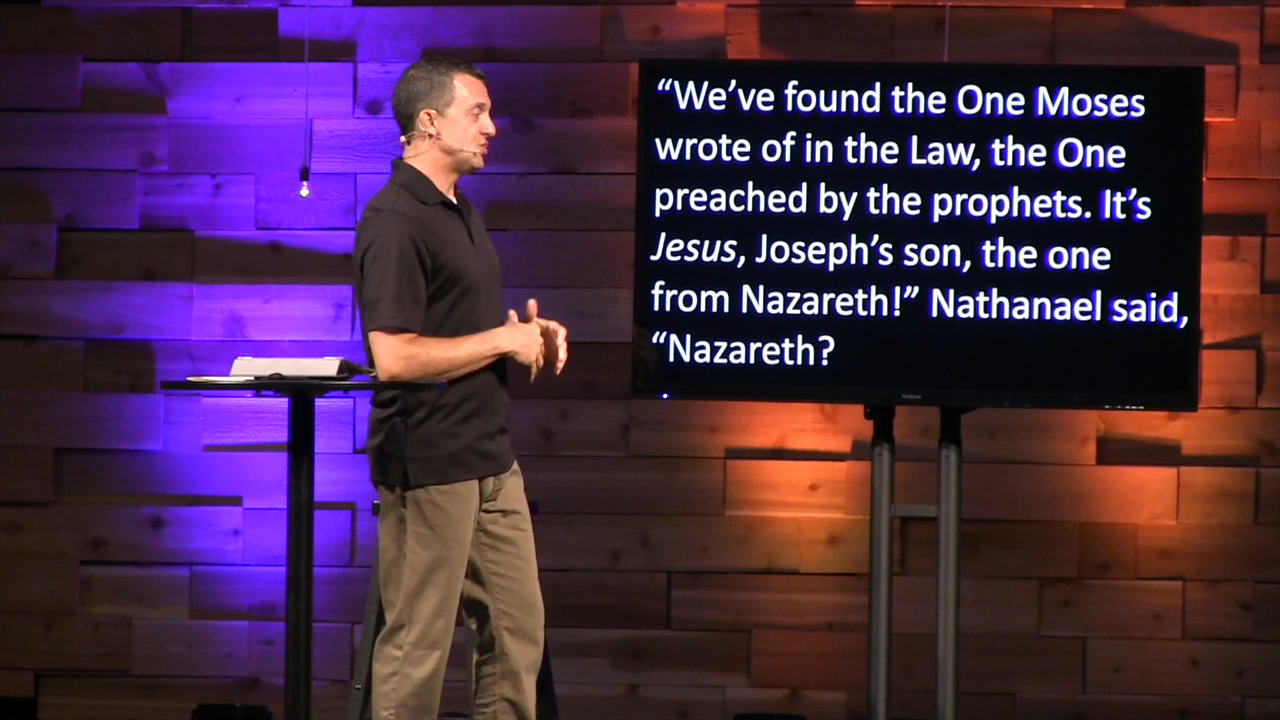 “We’ve found the One Moses
wrote of in the Law, the One
preached by the prophets. It’s
Jesus, Joseph’s son, the one
from Nazareth!” Nathanael said,
“Nazareth?